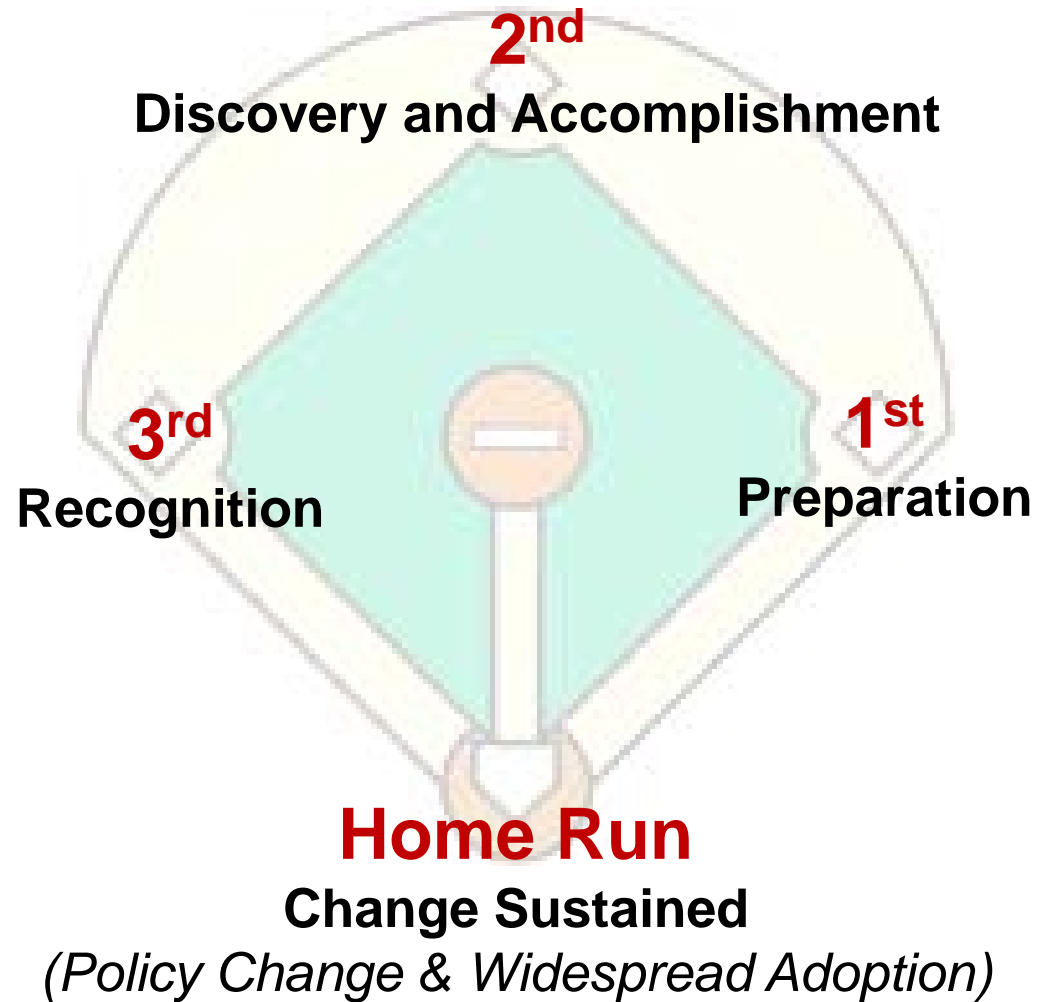 2nd
Discovery and Accomplishment
3rd
1st
Recognition
Preparation
Home Run
Change Sustained
(Policy Change & Widespread Adoption)